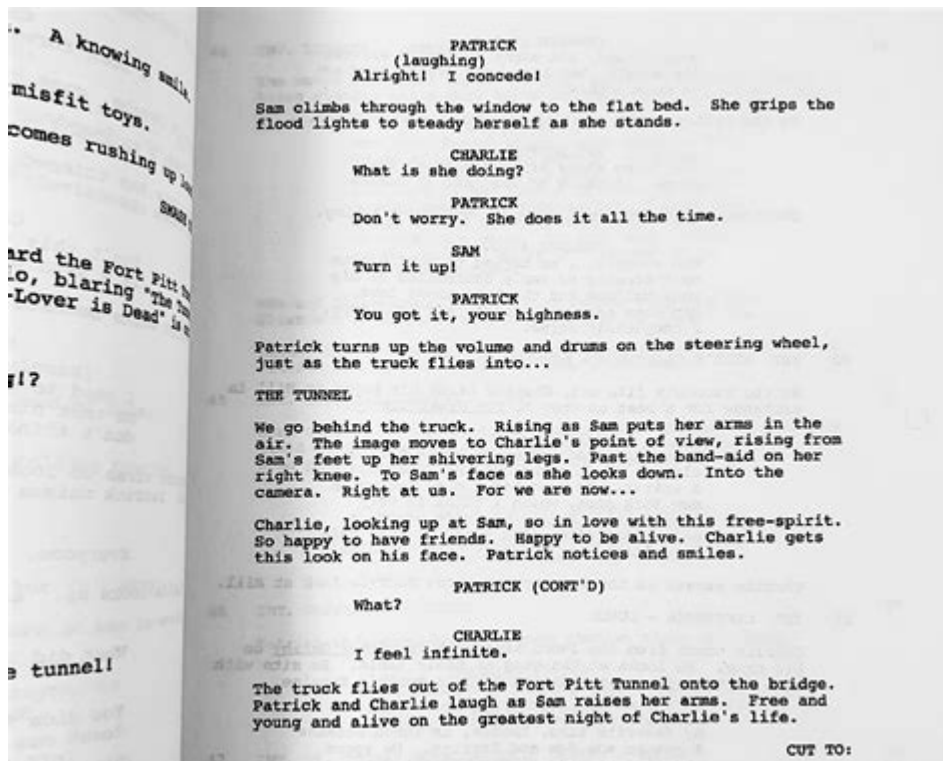 A knowing smile.
misfit toys.
comes rushing up
SMASH
ard the Fort Pitt
lo, blaring "The
-Lover is Dead" is
g!?
e tunnel!
PATRICK
(laughing)
Alright! I concede!
Sam climbs through the window to the flat bed. She grips the
flood lights to steady herself as she stands.
CHARLIE
What is she doing?
PATRICK
Don't worry. She does it all the time.
SAM
Turn it up!
PATRICK
You got it, your highness.
Patrick turns up the volume and drums on the steering wheel,
just as the truck flies into...
THE TUNNEL
We go behind the truck. Rising as Sam puts her arms in the
air. The image moves to Charlie's point of view, rising from
Sam's feet up her shivering legs. Past the band-aid on her
right knee. To Sam's face as she looks down. Into the
camera. Right at us. For we are now...
Charlie, looking up at Sam, so in love with this free-spirit.
So happy to have friends. Happy to be alive. Charlie gets
this look on his face. Patrick notices and smiles.
PATRICK (CONT'D)
What?
CHARLIE
I feel infinite.
The truck flies out of the Fort Pitt Tunnel onto the bridge.
Patrick and Charlie laugh as Sam raises her arms. Free and
young and alive on the greatest night of Charlie's life.
CUT TO: